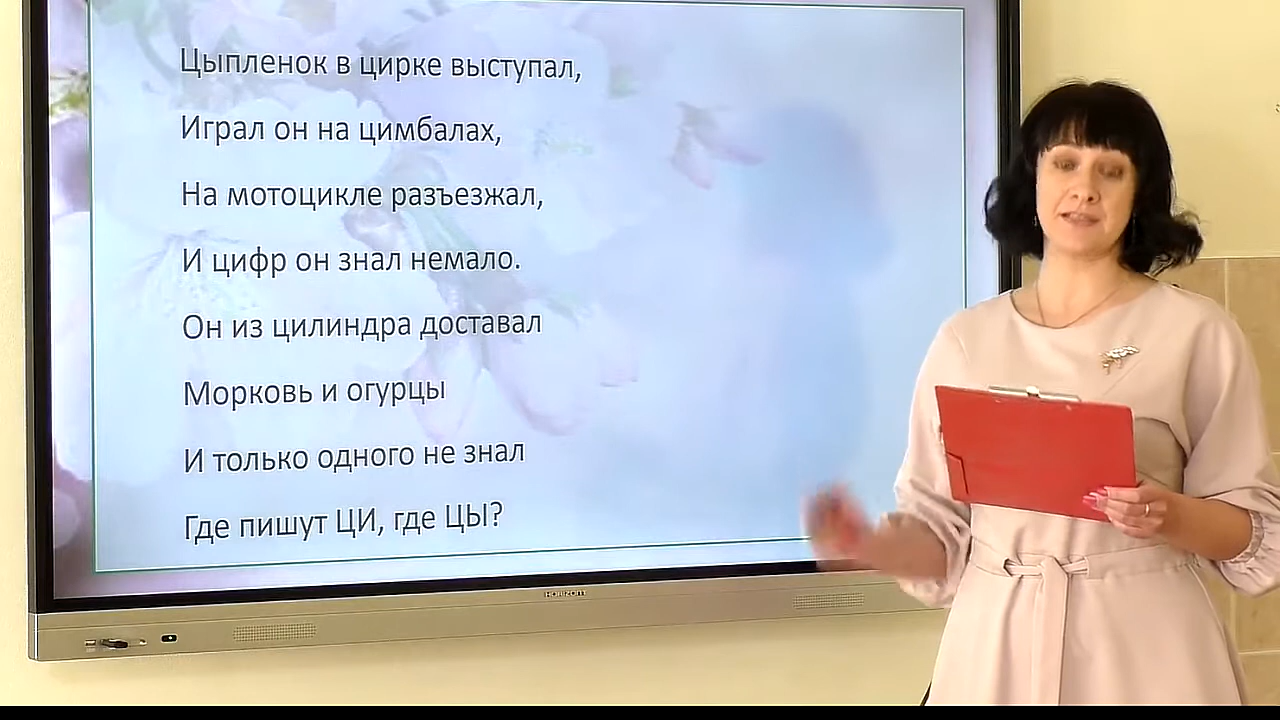 Цыпленок в цирке выступал,
Играл он на цимбалах,
На мотоцикле разъезжал,
И цифр он знал немало.
Он из цилиндра доставал
Морковь и огурцы
И только одного не знал
Где пишут ЦИ, где ЦЫ?
HORIZONT